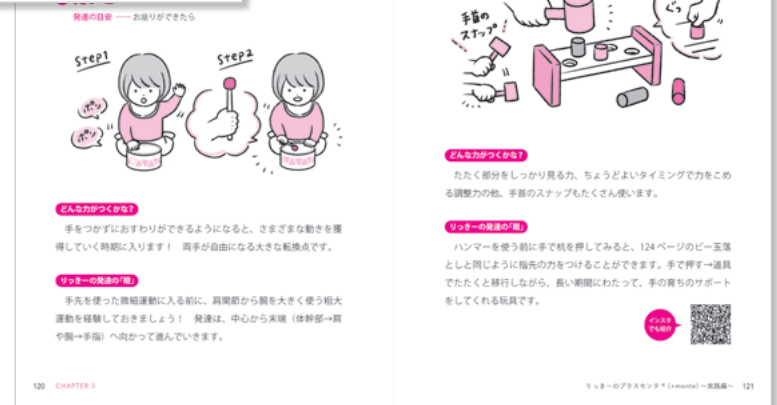 発達の目安 —— お座りができたら
step1
step2
ポン
ポン
どんな力がつくかな？
手をつかずにおすわりができるようになると、さまざまな動きを獲
得していく時期に入ります！　両手が自由になる大きな転換点です。
りっきーの発達の「眼」
手先を使った微細運動に入る前に、肩関節から腕を大きく使う粗大
運動を経験しておきましょう！　発達は、中心から末端（体幹部→肩
や腕→手指）へ向かって進んでいきます。
120 CHAPTER 3
手首の
スナップ
ぐっ
どんな力がつくかな？
たたく部分をしっかり見る力、ちょうどよいタイミングで力をこめ
る調整力の他、手首のスナップもたくさん使います。
りっきーの発達の「眼」
ハンマーを使う前に手で杭を押してみると、124 ページのビー玉落
としと同じように指先の力をつけることができます。手で押す→道具
でたたくと移行しながら、長い期間にわたって、手の育ちのサポート
をしてくれる玩具です。
インスタ
でも紹介
りっきーのプラスモンテ®（+monte）〜実践編〜 121